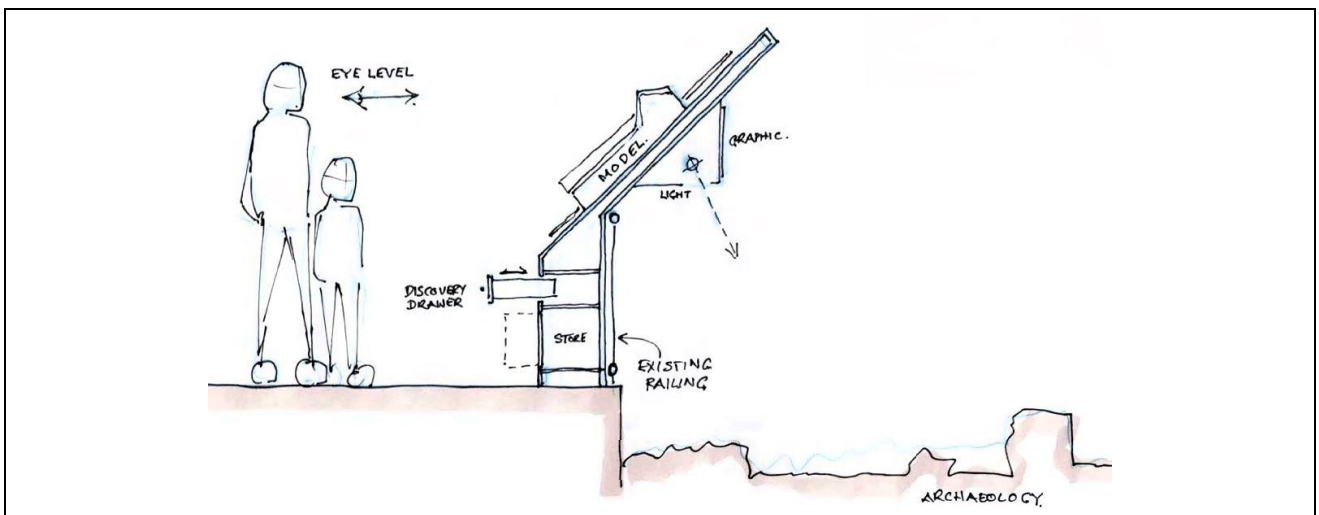 EYE LEVEL
MODEL.
GRAPHIC.
LIGHT
DISCOVERY
DRAWER
STORE
EXISTING
RAILING
ARCHAEOLOGY.